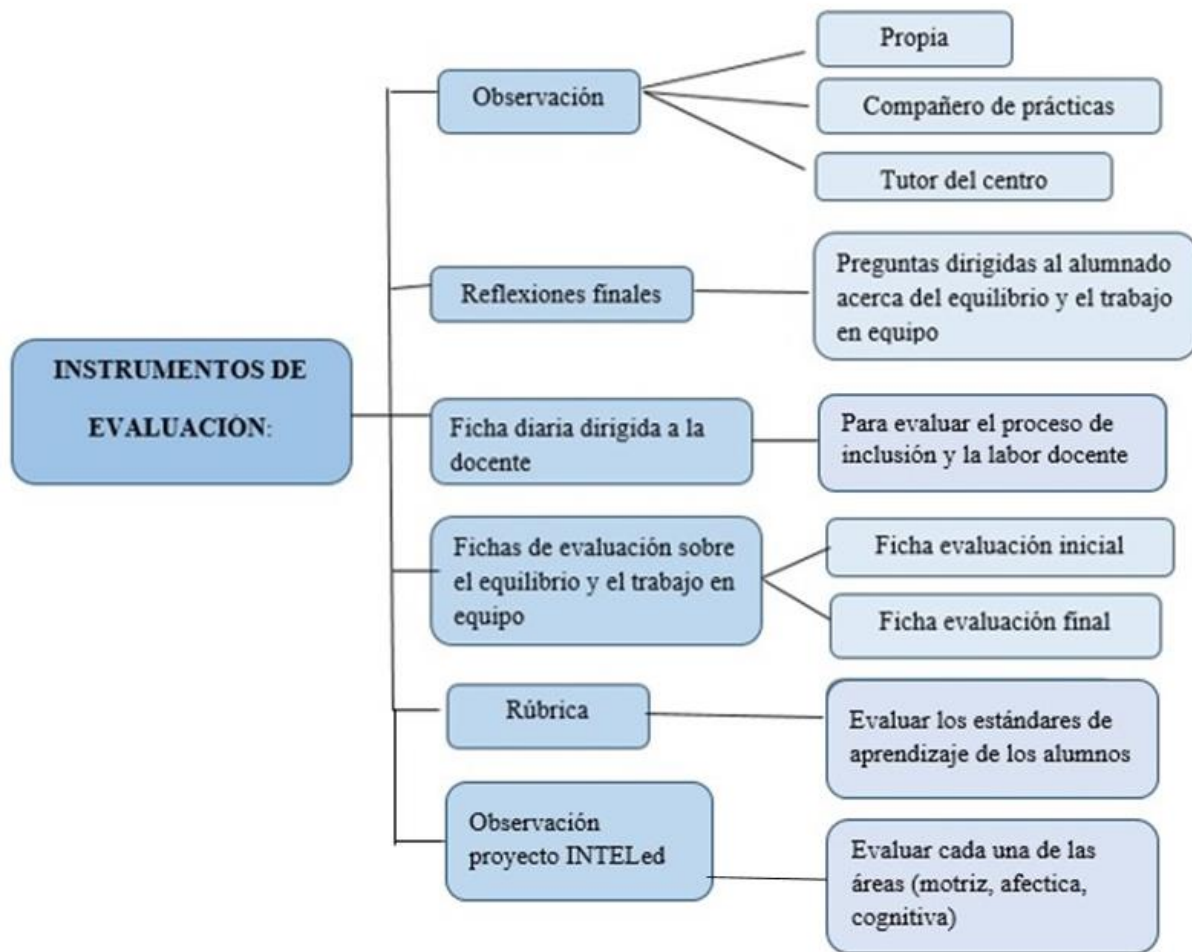 INSTRUMENTOS DE
EVALUACIÓN:
Observación
Propia
Compañero de prácticas
Tutor del centro
Reflexiones finales
Preguntas dirigidas al alumnado
acerca del equilibrio y el trabajo
en equipo
Ficha diaria dirigida a la
docente
Para evaluar el proceso de
inclusión y la labor docente
Fichas de evaluación sobre
el equilibrio y el trabajo en
equipo
Ficha evaluación inicial
Ficha evaluación final
Rúbrica
Evaluar los estándares de
aprendizaje de los alumnos
Observación
proyecto INTELed
Evaluar cada una de las
áreas (motriz, afectica,
cognitiva)